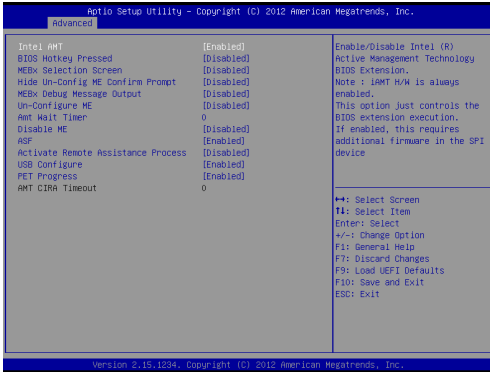 Aptio Setup Utility – Copyright (C) 2012 American Megatrends, Inc.
Advanced
Intel AMT [Enabled]
BIOS Hotkey Pressed [Disabled]
MEBx Selection Screen [Disabled]
Hide Un-Config ME Confirm Prompt [Disabled]
MEBx Debug Message Output [Disabled]
Un-Configure ME [Disabled]
Amt Wait Timer 0
Disable ME [Disabled]
ASF [Enabled]
Activate Remote Assistance Process [Disabled]
USB Configure [Enabled]
PET Progress [Enabled]
AMT CIRA Timeout 0
Enable/Disable Intel (R)
Active Management Technology
BIOS Extension.
Note : iAMT H/W is always
enabled.
This option just controls the
BIOS extension execution.
If enabled, this requires
additional firmware in the SPI
device
↔: Select Screen
↑↓: Select Item
Enter: Select
+/-: Change Option
F1: General Help
F7: Discard Changes
F9: Load UEFI Defaults
F10: Save and Exit
ESC: Exit
Version 2.15.1234. Copyright (C) 2012 American Megatrends, Inc.